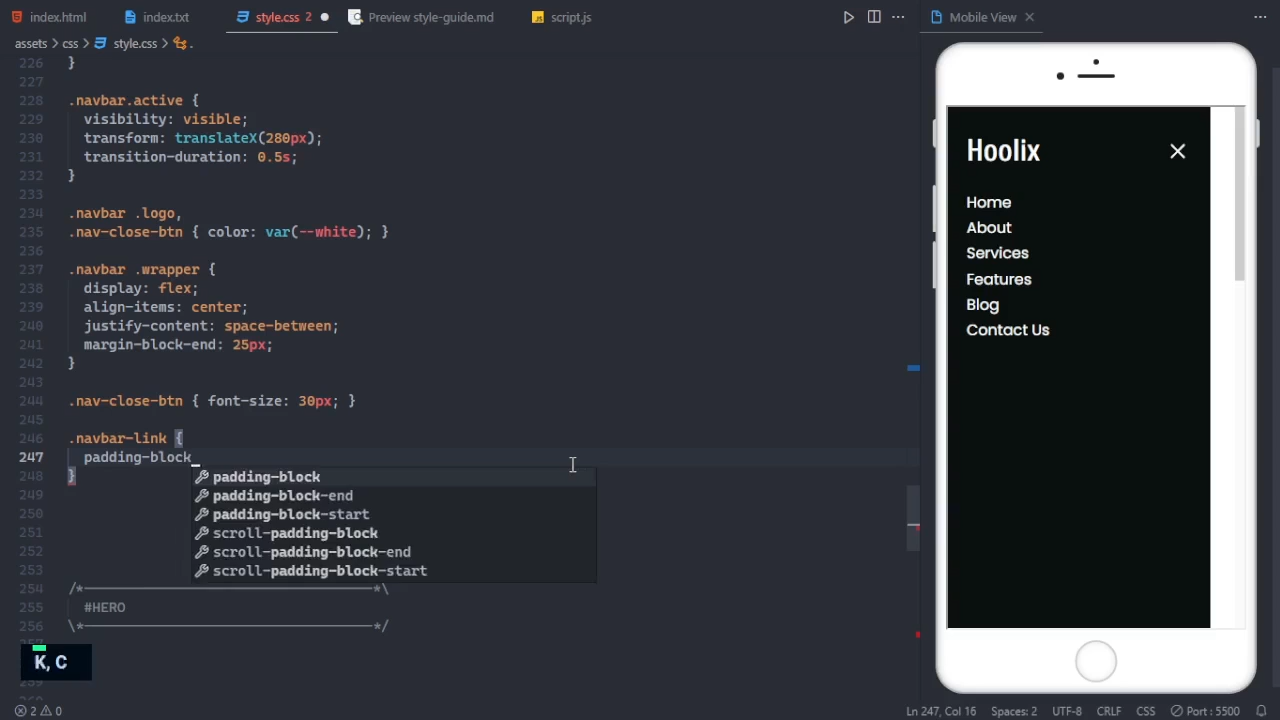 index.html
index.txt
style.css 2
Preview style-guide.md
script.js
Mobile View
assets > css > style.css > .
226 }
227
228 .navbar.active {
229 visibility: visible;
230 transform: translateX(280px);
231 transition-duration: 0.5s;
232 }
233
234 .navbar .logo,
235 .nav-close-btn { color: var(--white); }
236
237 .navbar .wrapper {
238 display: flex;
239 align-items: center;
240 justify-content: space-between;
241 margin-block-end: 25px;
242 }
243
244 .nav-close-btn { font-size: 30px; }
245
246 .navbar-link {
247 padding-block
248 }
249
250
251
252
253
254 /*-----------------------------------*\
255 #HERO
256 \*-----------------------------------*/
padding-block
padding-block-end
padding-block-start
scroll-padding-block
scroll-padding-block-end
scroll-padding-block-start
K, C
Hoolix
Home
About
Services
Features
Blog
Contact Us
2 0
Ln 247, Col 16
Spaces: 2
UTF-8
CRLF
CSS
Port : 5500